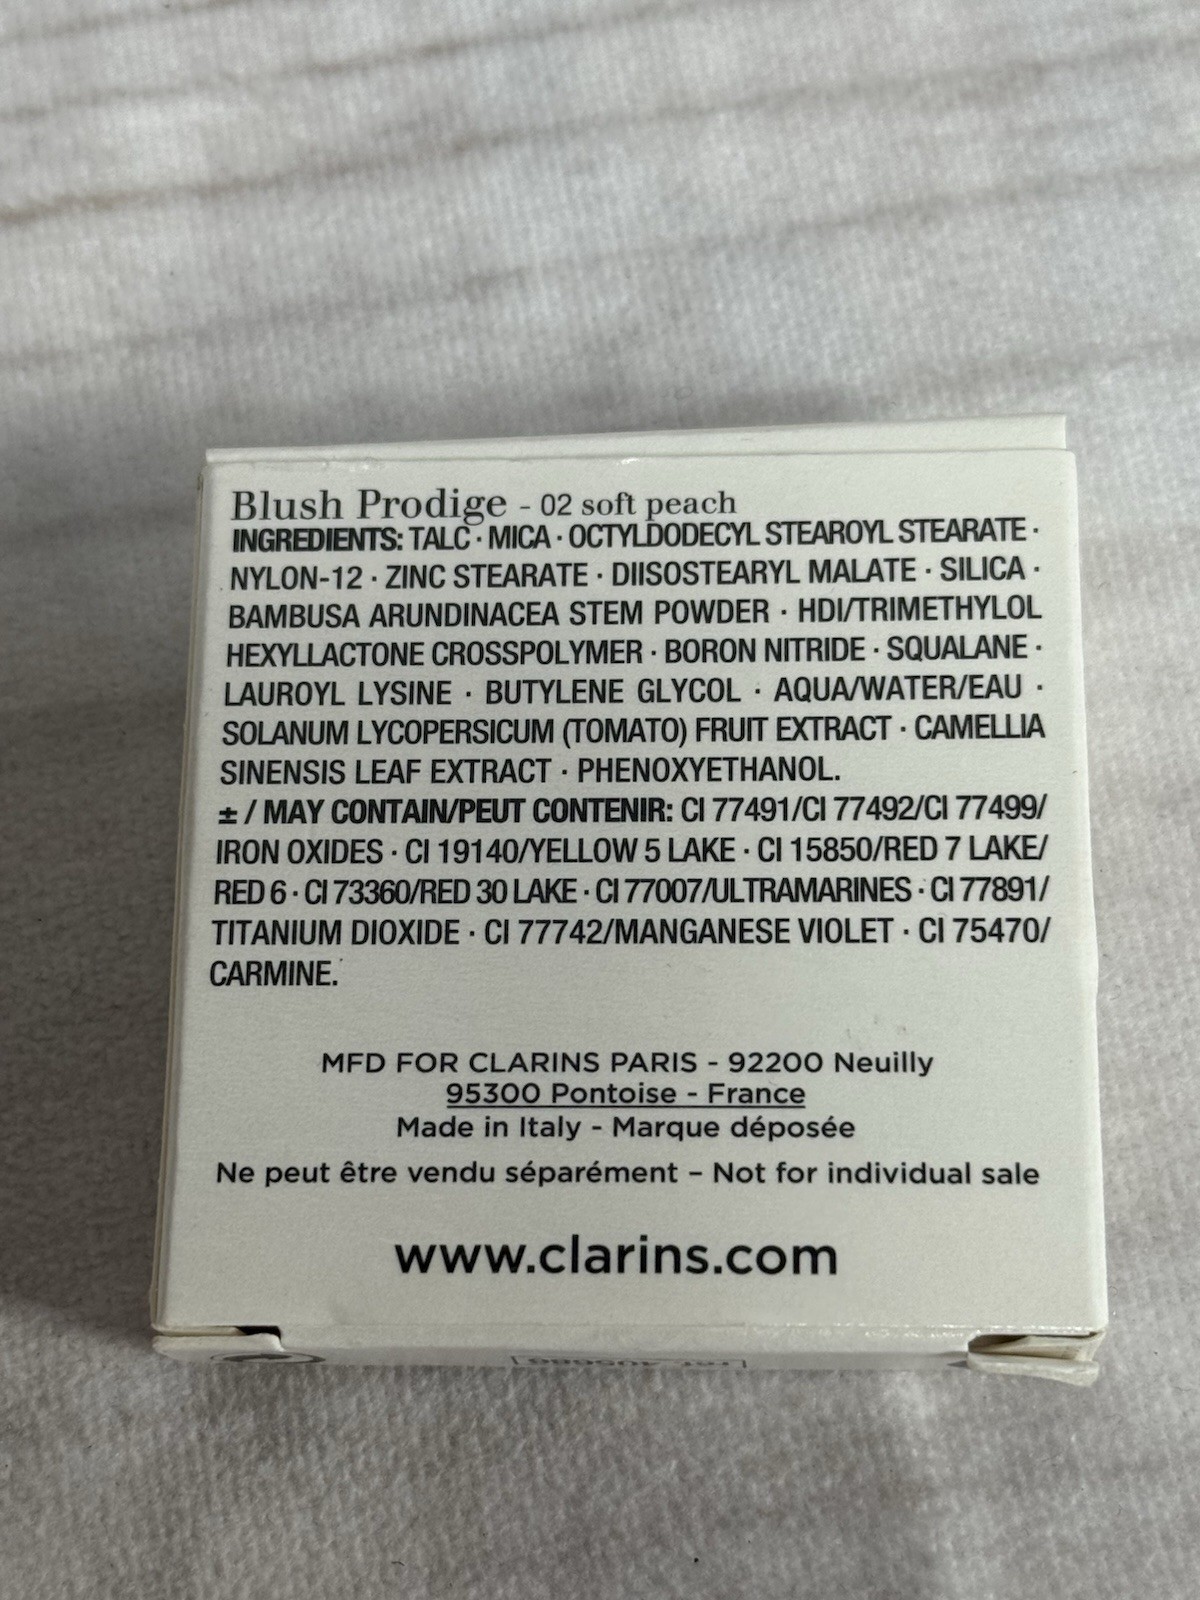 Blush Prodige - 02 soft peach
INGREDIENTS: TALC · MICA · OCTYLDODECYL STEAROYL STEARATE ·
NYLON-12 · ZINC STEARATE · DIISOSTEARYL MALATE · SILICA ·
BAMBUSA ARUNDINACEA STEM POWDER · HDI/TRIMETHYLOL
HEXYLLACTONE CROSSPOLYMER · BORON NITRIDE · SQUALANE ·
LAUROYL LYSINE · BUTYLENE GLYCOL · AQUA/WATER/EAU ·
SOLANUM LYCOPERSICUM (TOMATO) FRUIT EXTRACT · CAMELLIA
SINENSIS LEAF EXTRACT · PHENOXYETHANOL.
± / MAY CONTAIN/PEUT CONTENIR: CI 77491/CI 77492/CI 77499/
IRON OXIDES · CI 19140/YELLOW 5 LAKE · CI 15850/RED 7 LAKE/
RED 6 · CI 73360/RED 30 LAKE · CI 77007/ULTRAMARINES · CI 77891/
TITANIUM DIOXIDE · CI 77742/MANGANESE VIOLET · CI 75470/
CARMINE.
MFD FOR CLARINS PARIS - 92200 Neuilly
95300 Pontoise - France
Made in Italy - Marque déposée
Ne peut être vendu séparément – Not for individual sale
www.clarins.com